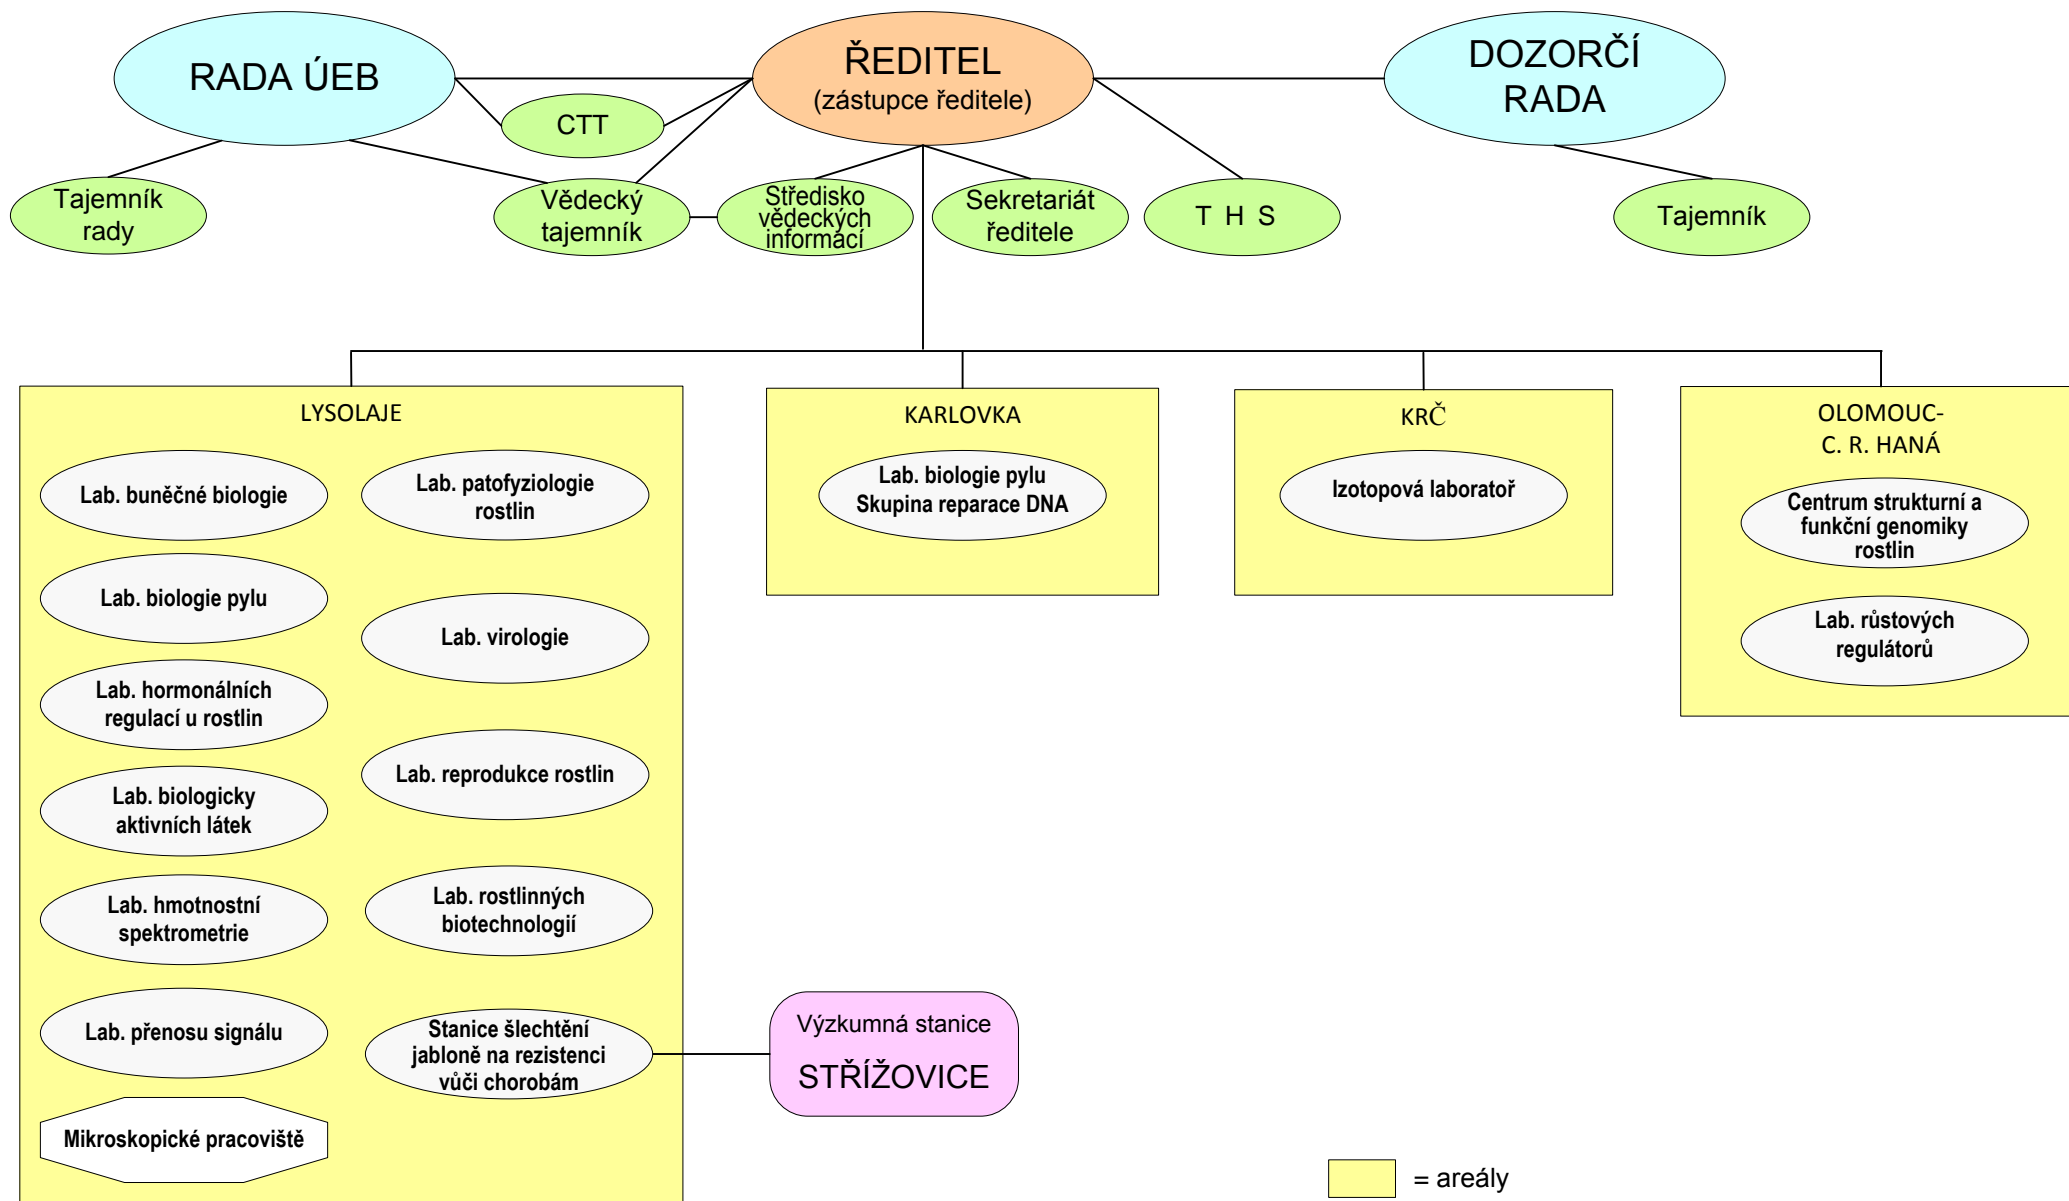 RADA ÚEB
ŘEDITEL
(zástupce ředitele)
DOZORČÍ
RADA
CTT
Tajemník
rady
Vědecký
tajemník
Středisko
vědeckých
informací
Sekretariát
ředitele
T H S
Tajemník
LYSOLAJE
Lab. buněčné biologie
Lab. biologie pylu
Lab. hormonálních
regulací u rostlin
Lab. biologicky
aktivních látek
Lab. hmotnostní
spektrometrie
Lab. přenosu signálu
Mikroskopické pracoviště
Lab. patofyziologie
rostlin
Lab. virologie
Lab. reprodukce rostlin
Lab. rostlinných
biotechnologií
Stanice šlechtění
jabloně na rezistenci
vůči chorobám
Výzkumná stanice
STŘÍŽOVICE
KARLOVKA
Lab. biologie pylu
Skupina reparace DNA
KRČ
Izotopová laboratoř
OLOMOUC-
C. R. HANÁ
Centrum strukturní a
funkční genomiky
rostlin
Lab. růstových
regulátorů
= areály